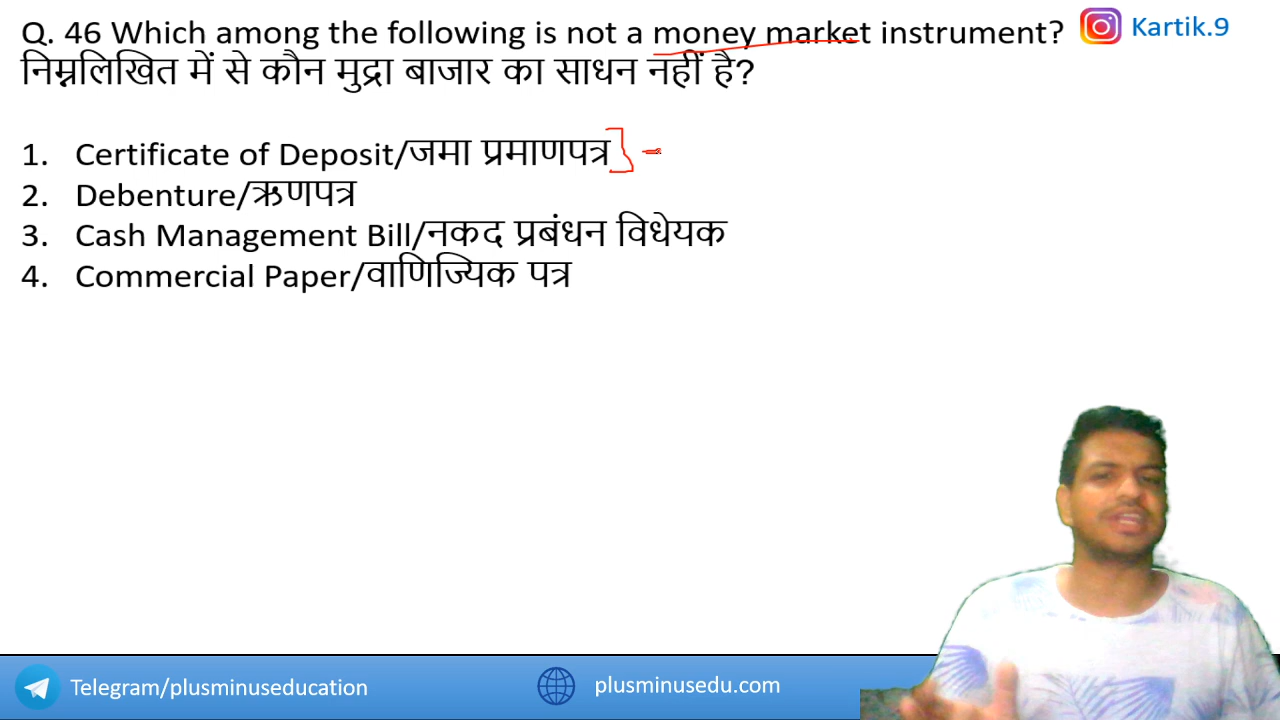 Q. 46 Which among the following is not a money market instrument?
Kartik.9
निम्नलिखित में से कौन मुद्रा बाजार का साधन नहीं है?
1. Certificate of Deposit/जमा प्रमाणपत्र
2. Debenture/ऋणपत्र
3. Cash Management Bill/नकद प्रबंधन विधेयक
4. Commercial Paper/वाणिज्यिक पत्र
Telegram/plusminuseducation
plusminusedu.com